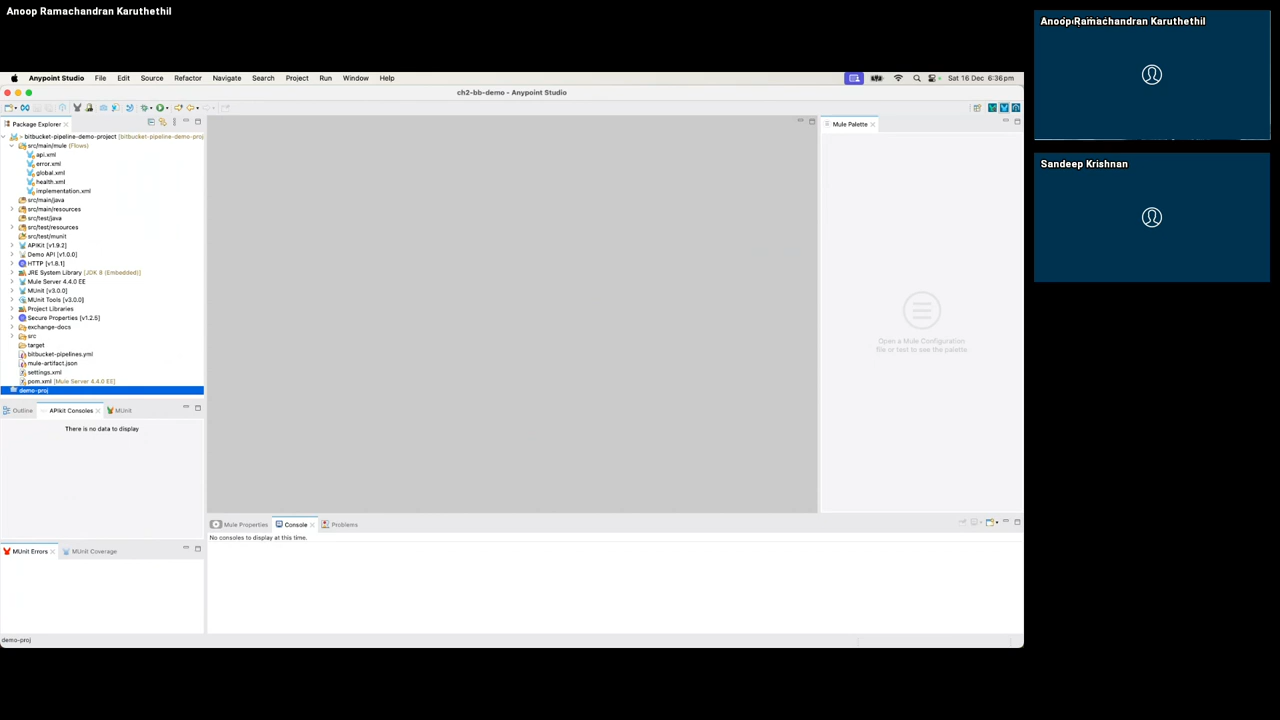 Anoop Ramachandran Karuthethil
Anoop Ramachandran Karuthethil
Sandeep Krishnan
Anypoint Studio File Edit Source Refactor Navigate Search Project Run Window Help
Sat 16 Dec 6:36pm
ch2-bb-demo - Anypoint Studio
Package Explorer
> bitbucket-pipeline-demo-project [bitbucket-pipeline-demo-proj
src/main/mule (Flows)
api.xml
error.xml
global.xml
health.xml
implementation.xml
src/main/java
src/main/resources
src/test/java
src/test/resources
src/test/munit
APIKit [v1.9.2]
Demo API [v1.0.0]
HTTP [v1.8.1]
JRE System Library [JDK 8 (Embedded)]
Mule Server 4.4.0 EE
MUnit [v3.0.0]
MUnit Tools [v3.0.0]
Project Libraries
Secure Properties [v1.2.5]
exchange-docs
src
target
bitbucket-pipelines.yml
mule-artifact.json
settings.xml
pom.xml [Mule Server 4.4.0 EE]
demo-proj
Outline APIkit Consoles MUnit
There is no data to display
MUnit Errors MUnit Coverage
Mule Properties Console Problems
No consoles to display at this time.
Mule Palette
Open a Mule Configuration
file or test to see the palette.
demo-proj